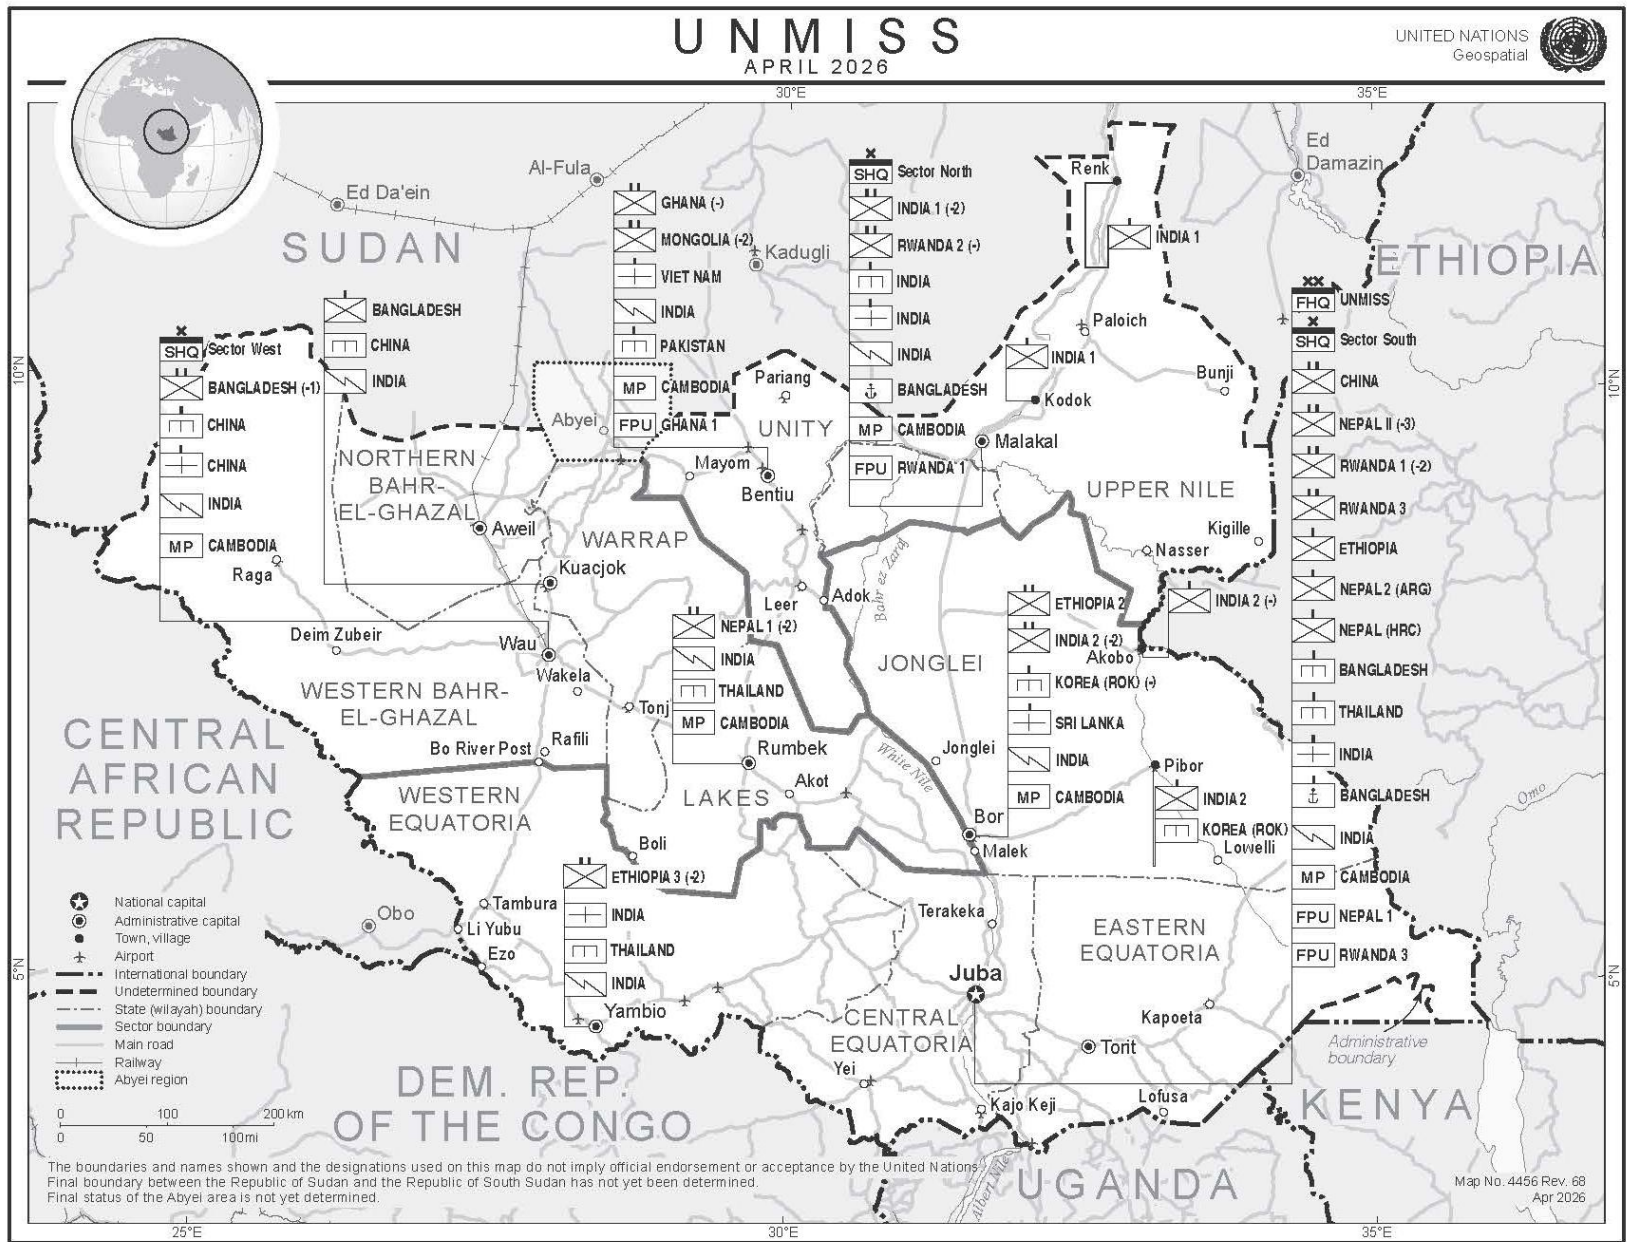 UNMISS
APRIL 2026
UNITED NATIONS
Geospatial
30°E
35°E
10°N
10°N
5°N
5°N
25°E
30°E
35°E
SUDAN
ETHIOPIA
CENTRAL
AFRICAN
REPUBLIC
DEM. REP.
OF THE CONGO
UGANDA
KENYA
Ed Da'ein
Al-Fula
Kadugli
Ed
Damazin
Obo
SHQ Sector West
BANGLADESH (-1)
CHINA
CHINA
INDIA
MP CAMBODIA
BANGLADESH
CHINA
INDIA
GHANA (-)
MONGOLIA (-2)
VIET NAM
INDIA
PAKISTAN
MP CAMBODIA
FPU GHANA 1
SHQ Sector North
INDIA 1 (-2)
RWANDA 2 (-)
INDIA
INDIA
INDIA
BANGLADESH
MP CAMBODIA
FPU RWANDA 1
INDIA 1
INDIA 1
FHQ UNMISS
SHQ Sector South
CHINA
NEPAL II (-3)
RWANDA 1 (-2)
RWANDA 3
ETHIOPIA
NEPAL 2 (ARG)
NEPAL (HRC)
BANGLADESH
THAILAND
INDIA
BANGLADESH
INDIA
MP CAMBODIA
FPU NEPAL 1
FPU RWANDA 3
INDIA 2 (-)
ETHIOPIA 2
INDIA 2 (-2)
KOREA (ROK) (-)
SRI LANKA
INDIA
MP CAMBODIA
INDIA 2
KOREA (ROK)
NEPAL 1 (-2)
INDIA
THAILAND
MP CAMBODIA
ETHIOPIA 3 (-2)
INDIA
THAILAND
INDIA
Renk
Paloich
Bunji
Kodok
Malakal
Pariang
Abyei
UNITY
Mayom
Bentiu
NORTHERN
BAHR-
EL-GHAZAL
Aweil
WARRAP
Kuacjok
UPPER NILE
Kigille
Nasser
Raga
Leer
Adok
Bahr ez Zaraf
Deim Zubeir
Wau
Wakela
JONGLEI
Akobo
WESTERN BAHR-
EL-GHAZAL
Tonj
Bo River Post
Rafili
Rumbek
White Nile
Jonglei
Pibor
Akot
LAKES
Omo
WESTERN
EQUATORIA
Boli
Bor
Malek
Lowelli
Tambura
Li Yubu
Ezo
Terakeka
EASTERN
EQUATORIA
Juba
Yambio
CENTRAL
EQUATORIA
Yei
Kapoeta
Torit
Kajo Keji
Lofusa
Albert Nile
Administrative
boundary
National capital
Administrative capital
Town, village
Airport
International boundary
Undetermined boundary
State (wilayah) boundary
Sector boundary
Main road
Railway
Abyei region
0 100 200 km
0 50 100 mi
The boundaries and names shown and the designations used on this map do not imply official endorsement or acceptance by the United Nations.
Final boundary between the Republic of Sudan and the Republic of South Sudan has not yet been determined.
Final status of the Abyei area is not yet determined.
Map No. 4456 Rev. 68
Apr 2026